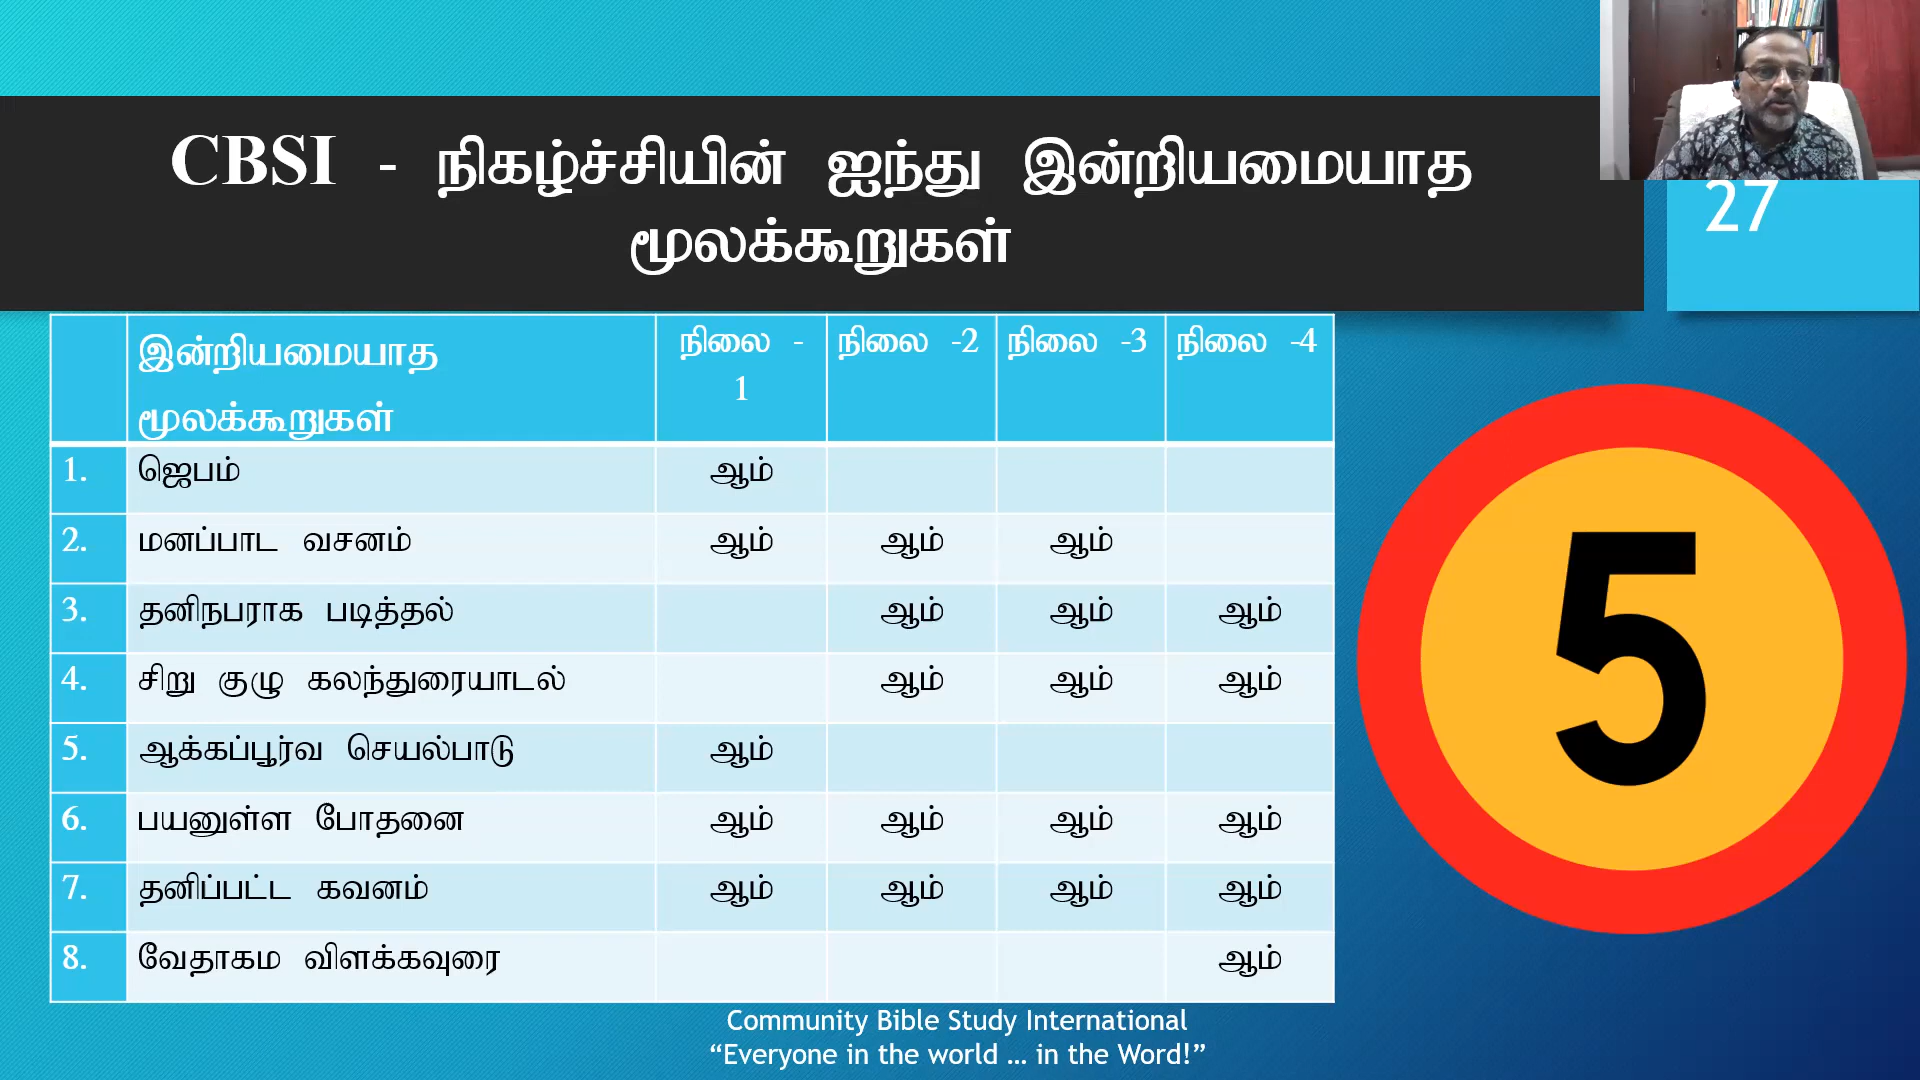 CBSI - நிகழ்ச்சியின் ஐந்து இன்றியமையாத
மூலக்கூறுகள்
27
இன்றியமையாத மூலக்கூறுகள் நிலை - 1 நிலை -2 நிலை -3 நிலை -4
1. ஜெபம் ஆம்
2. மனப்பாட வசனம் ஆம் ஆம் ஆம்
3. தனிநபராக படித்தல் ஆம் ஆம் ஆம்
4. சிறு குழு கலந்துரையாடல் ஆம் ஆம் ஆம்
5. ஆக்கப்பூர்வ செயல்பாடு ஆம்
6. பயனுள்ள போதனை ஆம் ஆம் ஆம் ஆம்
7. தனிப்பட்ட கவனம் ஆம் ஆம் ஆம் ஆம்
8. வேதாகம விளக்கவுரை ஆம்
5
Community Bible Study International
“Everyone in the world ... in the Word!”